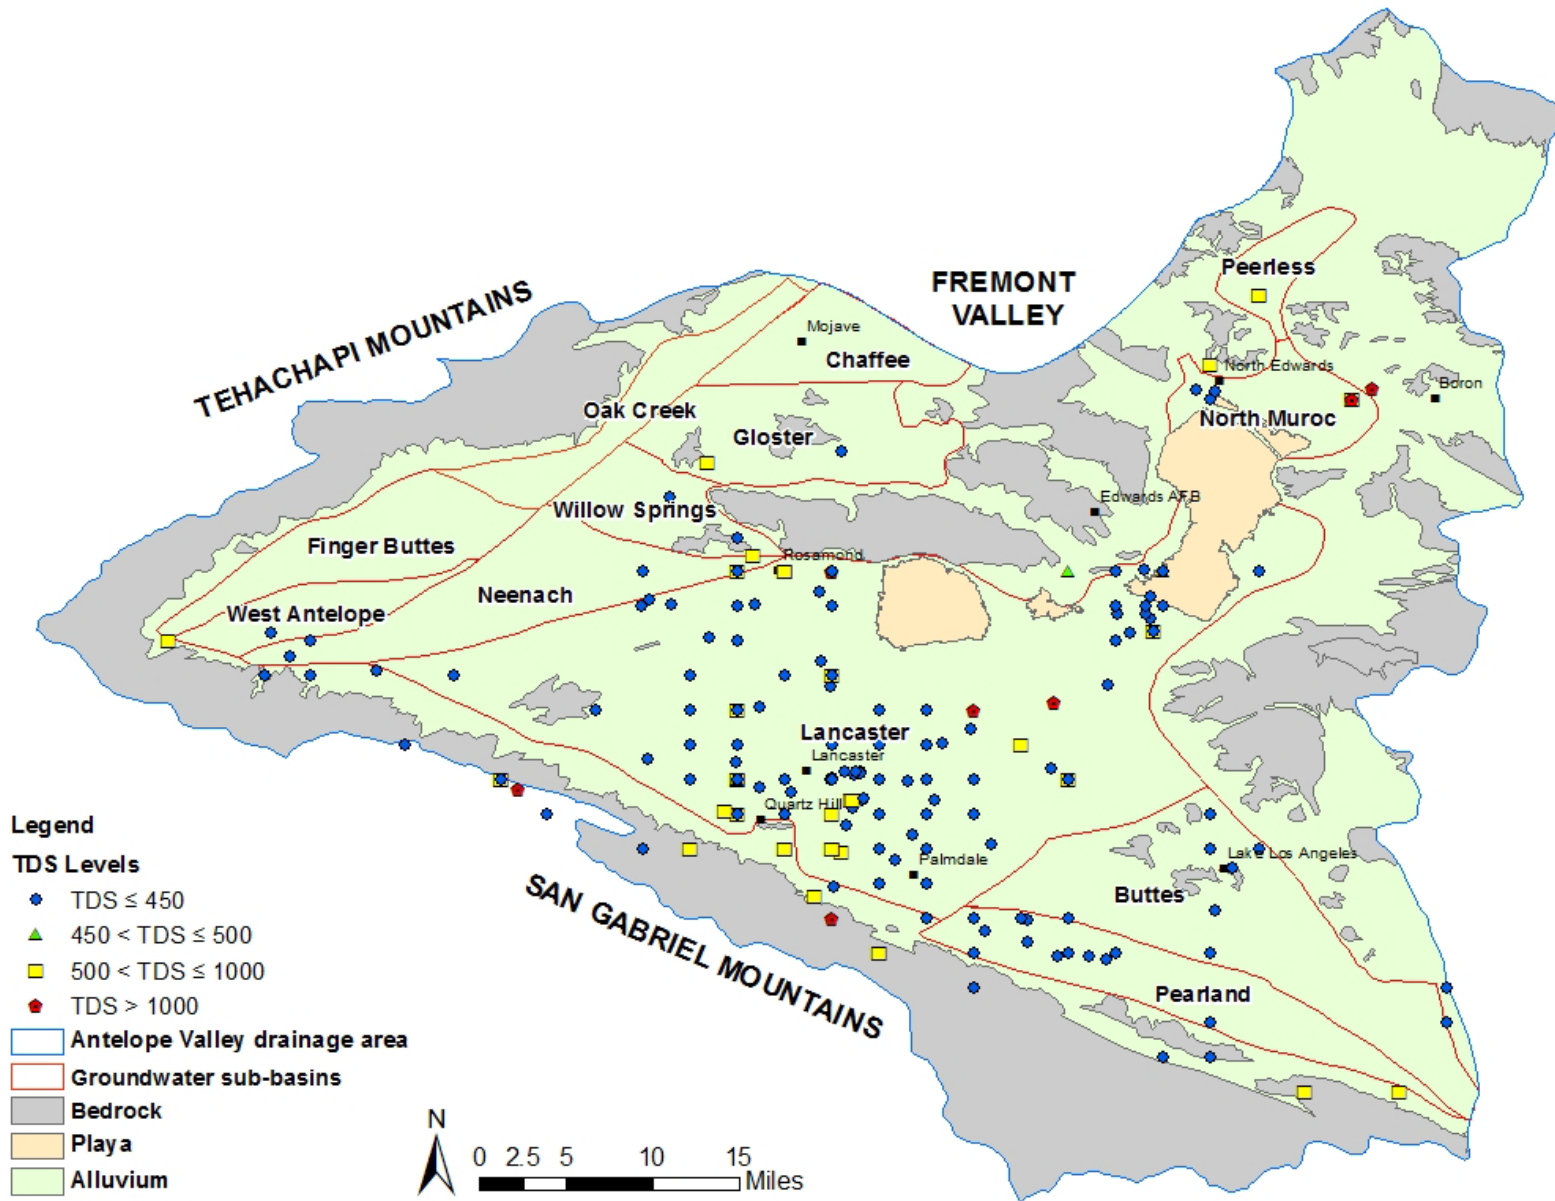 FREMONT
VALLEY
TEHACHAPI MOUNTAINS
SAN GABRIEL MOUNTAINS
Peerless
Mojave
Chaffee
North Edwards
Boron
Oak Creek
North Muroc
Gloster
Edwards AFB
Willow Springs
Finger Buttes
Rosamond
Neenach
West Antelope
Lancaster
Lancaster
Quartz Hill
Palmdale
Lake Los Angeles
Buttes
Pearland
Legend
TDS Levels
TDS ≤ 450
450 < TDS ≤ 500
500 < TDS ≤ 1000
TDS > 1000
Antelope Valley drainage area
Groundwater sub-basins
Bedrock
Playa
Alluvium
N
0 2.5 5 10 15
Miles